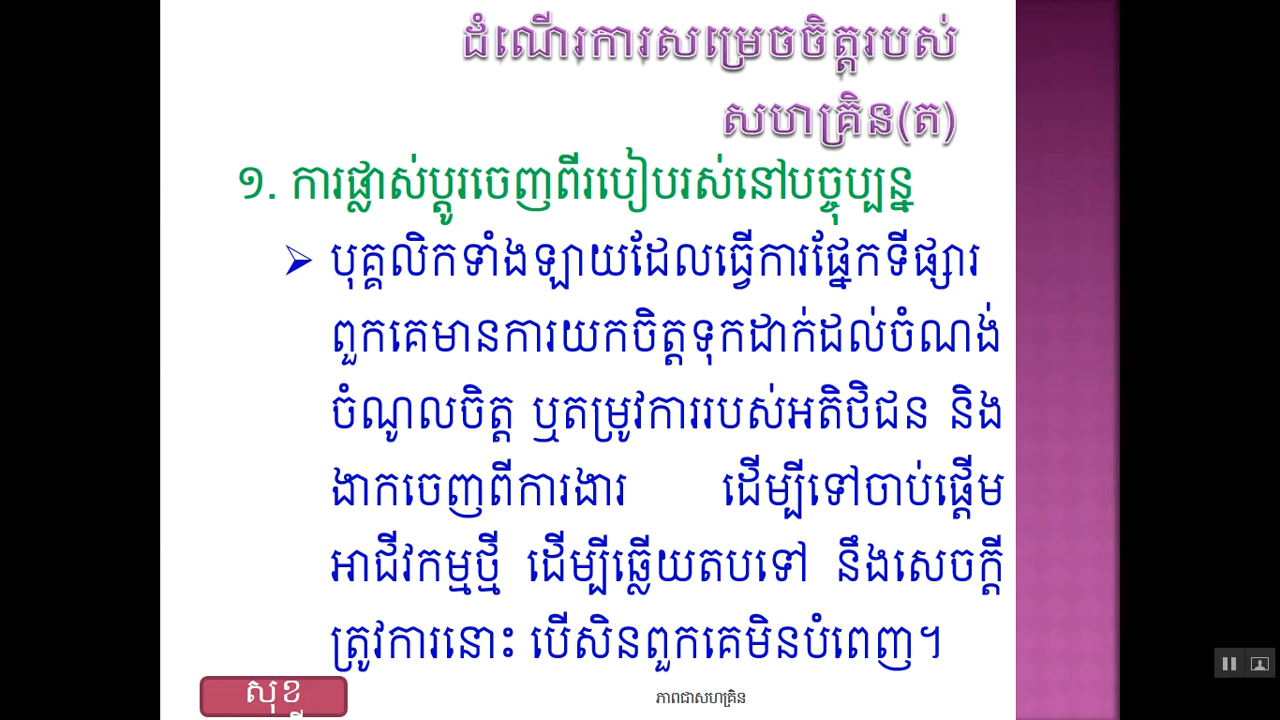 ដំណើរការសម្រេចចិត្តរបស់
សហគ្រិន(ត)
១. ការផ្លាស់ប្តូរចេញពីរបៀបរស់នៅបច្ចុប្បន្ន
➢ បុគ្គលិកទាំងឡាយដែលធ្វើការផ្នែកទីផ្សារ
ពួកគេមានការយកចិត្តទុកដាក់ដល់ចំណង់
ចំណូលចិត្ត ឬតម្រូវការរបស់អតិថិជន និង
ងាកចេញពីការងារ ដើម្បីទៅចាប់ផ្តើម
អាជីវកម្មថ្មី ដើម្បីឆ្លើយតបទៅ នឹងសេចក្តី
ត្រូវការនោះ បើសិនពួកគេមិនបំពេញ។
សុខ
ភាពជាសហគ្រិន